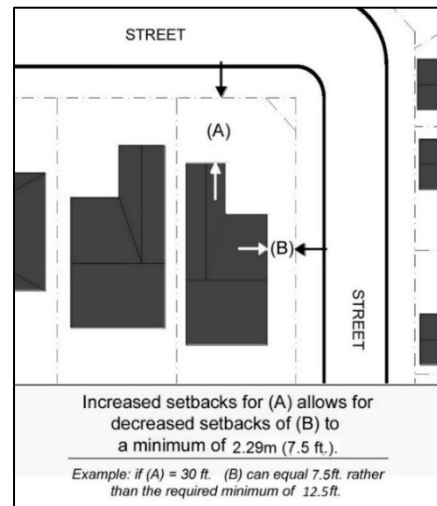 STREET
(A)
(B)
STREET
Increased setbacks for (A) allows for
decreased setbacks of (B) to
a minimum of 2.29m (7.5 ft.).
Example: if (A) = 30 ft. (B) can equal 7.5ft. rather
than the required minimum of 12.5ft.